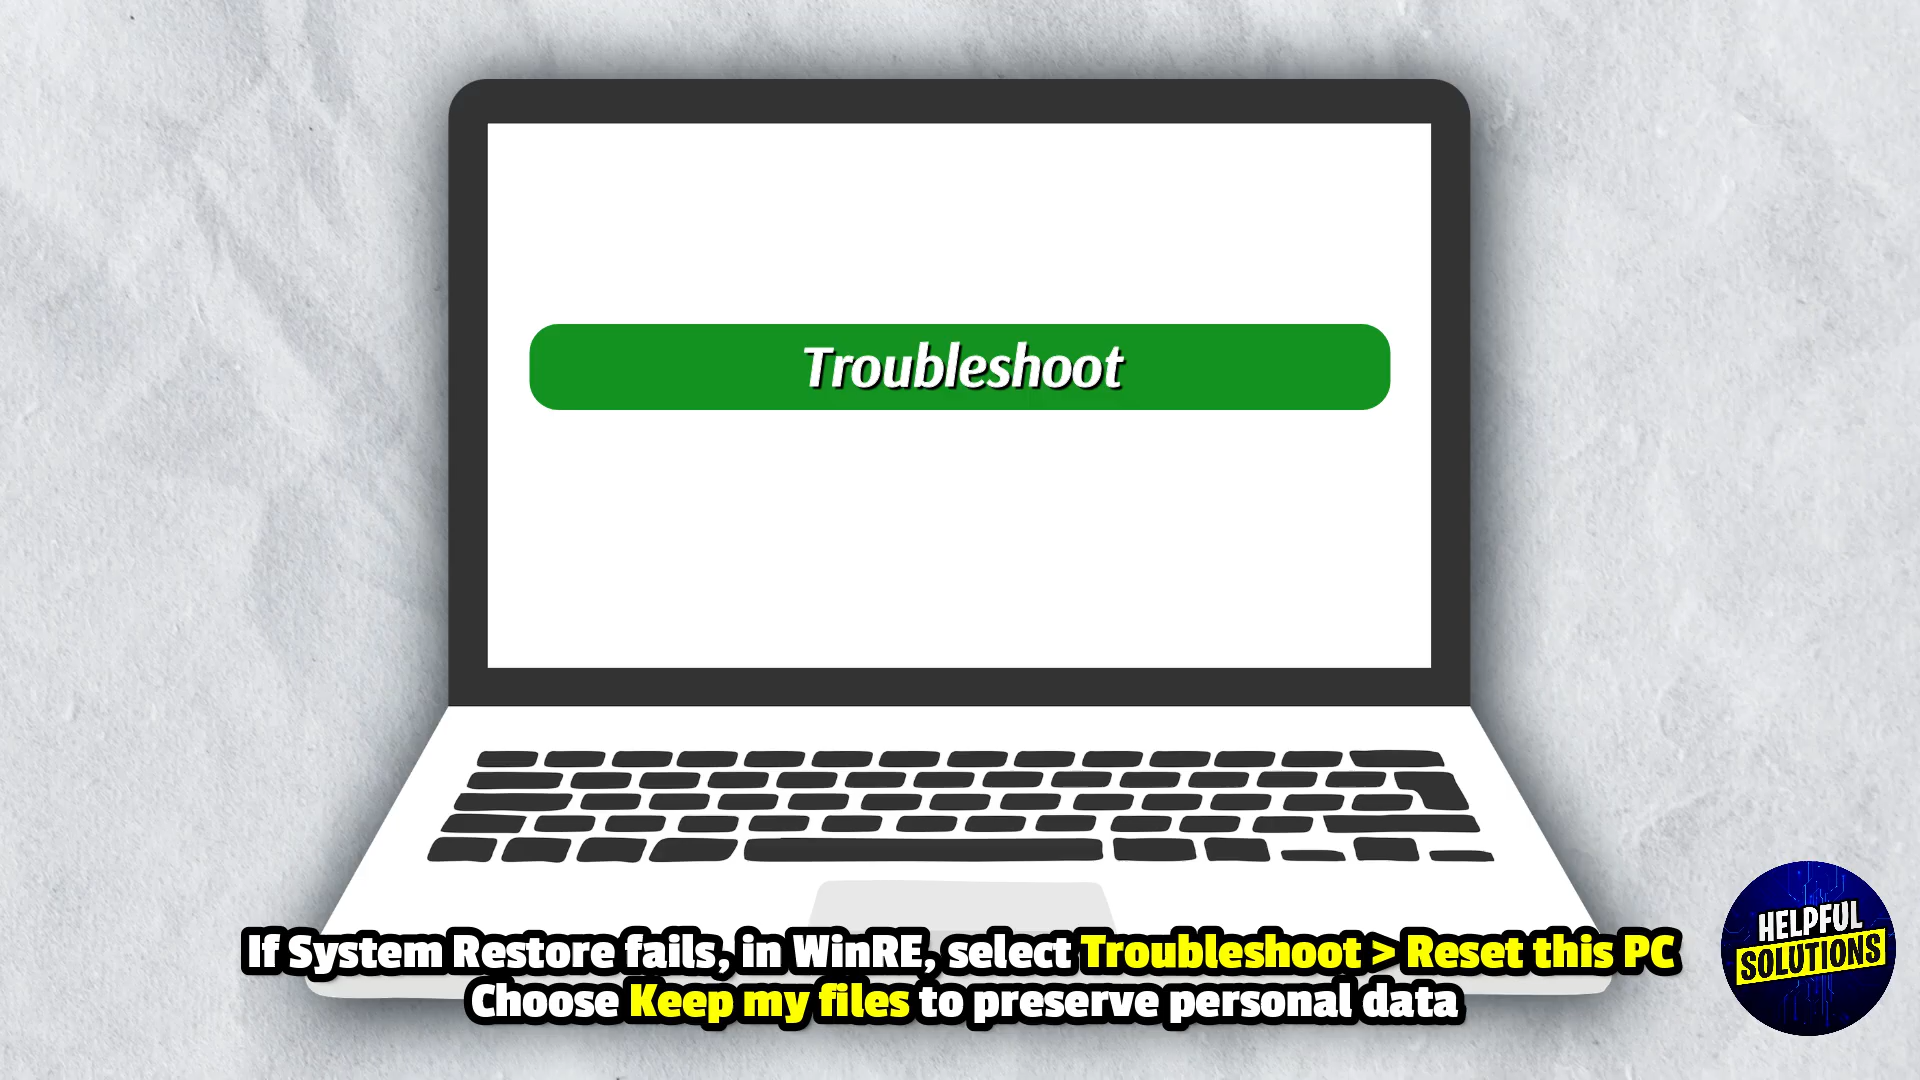 Troubleshoot
If System Restore fails, in WinRE, select Troubleshoot > Reset this PC
Choose Keep my files to preserve personal data
HELPFUL
SOLUTIONS